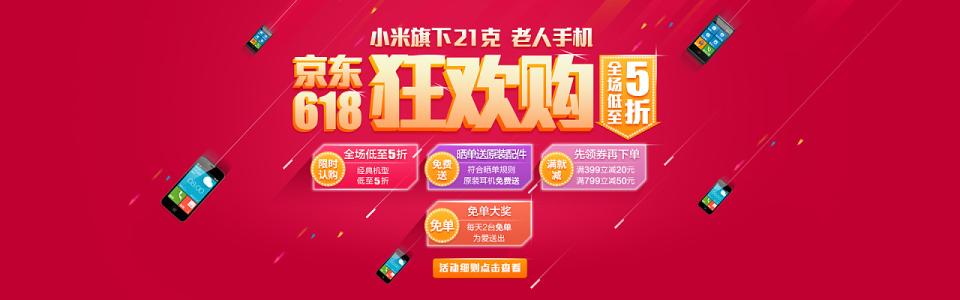 小米旗下21克 老人手机
京东
618
狂欢购
全场低至
5折
限时
认购
全场低至5折
经典机型
低至5折
免费
送
晒单送原装配件
符合晒单规则
原装耳机免费送
满就
减
先领券再下单
满399立减20元
满799立减50元
免单
免单大奖
每天2台免单
为爱送出
活动细则点击查看